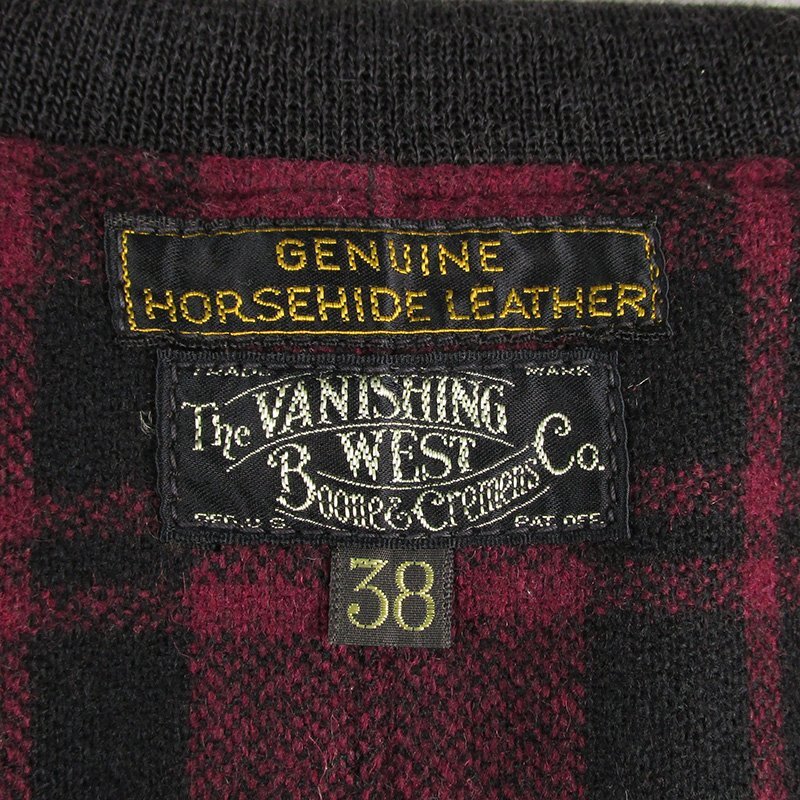 GENUINE
HORSEHIDE LEATHER
TRADE MARK
The VANISHING
WEST
Boone & Cremens Co.
REG. U.S. PAT. OFF.
38